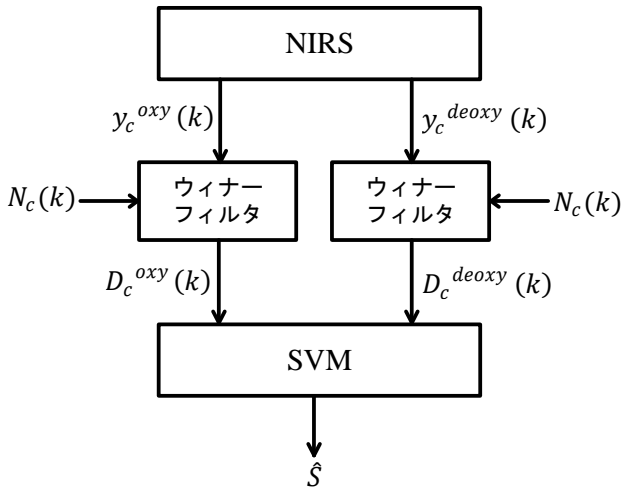 NIRS
y_c^{oxy}(k)
y_c^{deoxy}(k)
N_c(k)
ウィナー
フィルタ
ウィナー
フィルタ
N_c(k)
D_c^{oxy}(k)
D_c^{deoxy}(k)
SVM
Ŝ